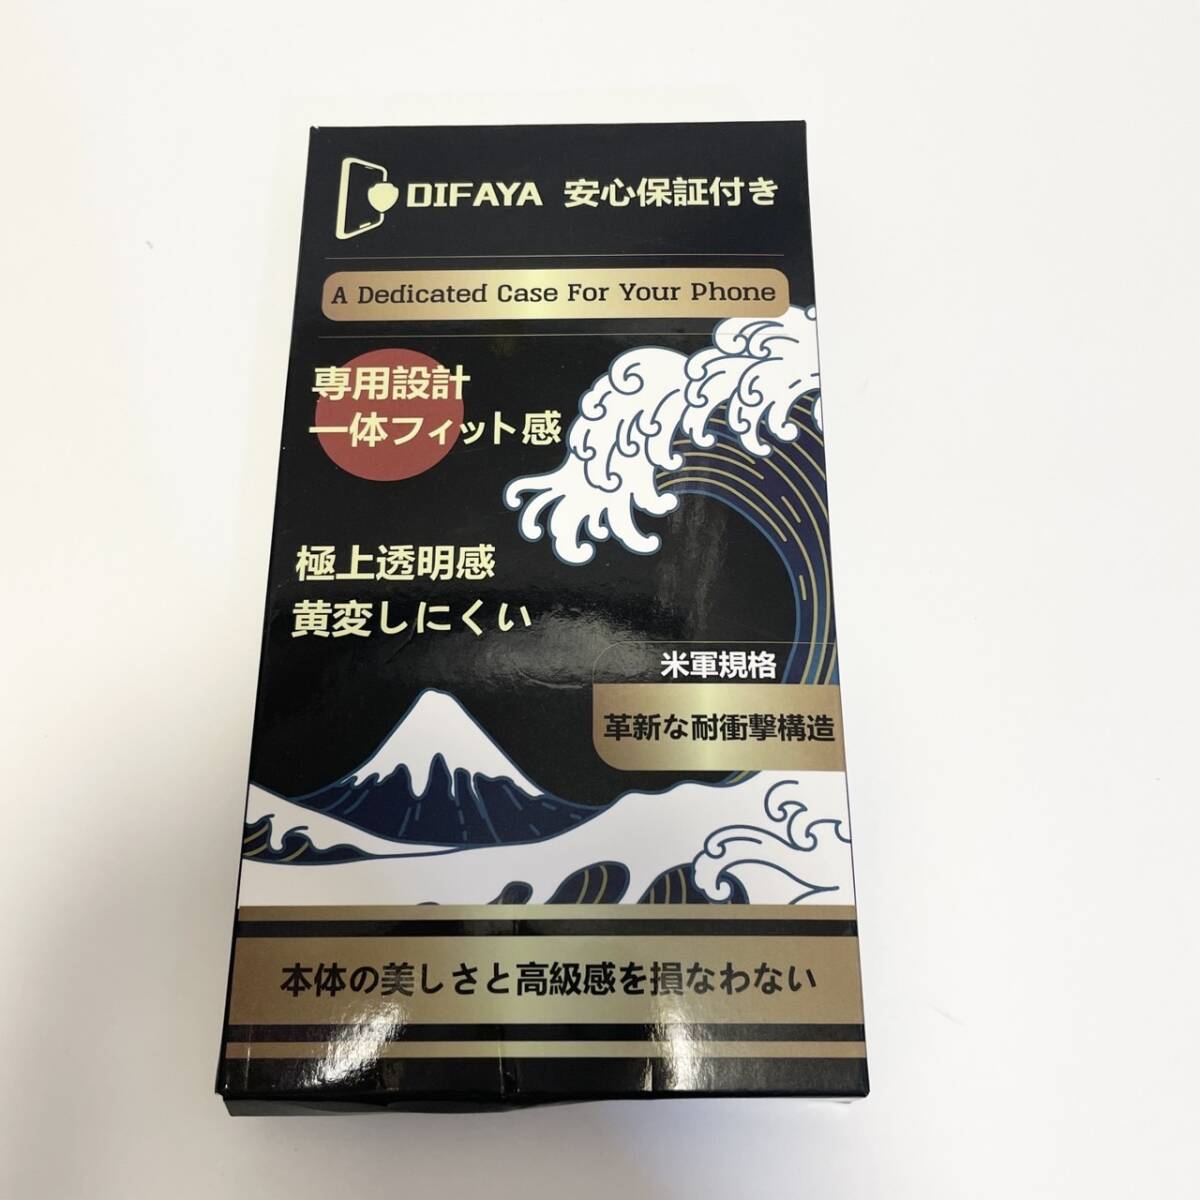 DIFAYA 安心保証付き
A Dedicated Case For Your Phone
専用設計
一体フィット感
極上透明感
黄変しにくい
米軍規格
革新な耐衝撃構造
本体の美しさと高級感を損なわない